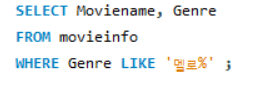 SELECT Moviename, Genre
FROM movieinfo
WHERE Genre LIKE '멜로%' ;